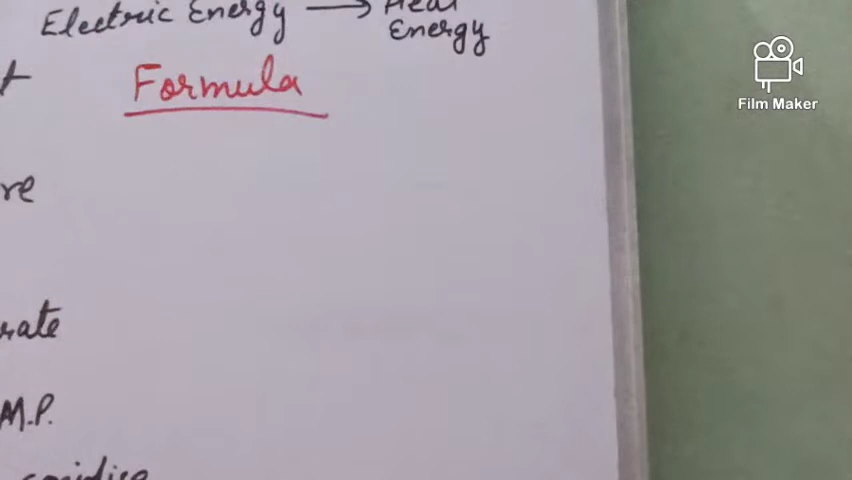 Electric Energy → Heat
Energy
Formula
re
rate
M.P.
Film Maker